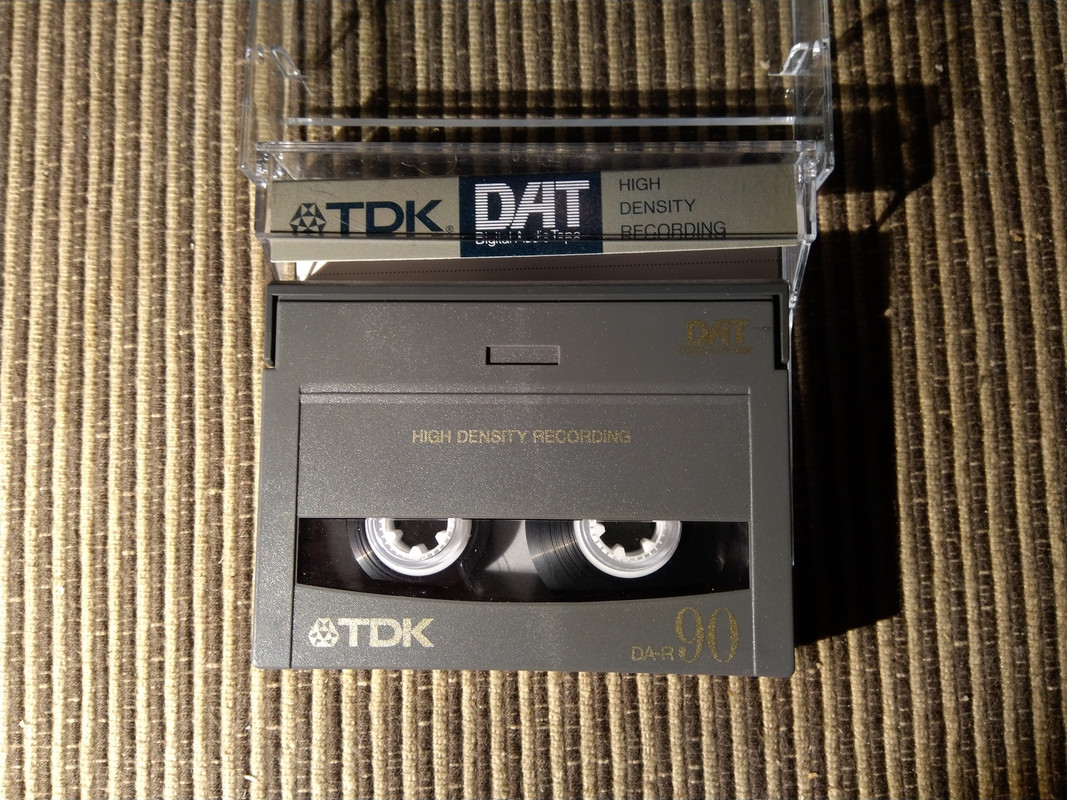 TDK®
DAT
Digital Audio Tape
HIGH
DENSITY
RECORDING
DAT
HIGH DENSITY RECORDING
TDK
DA-R 90